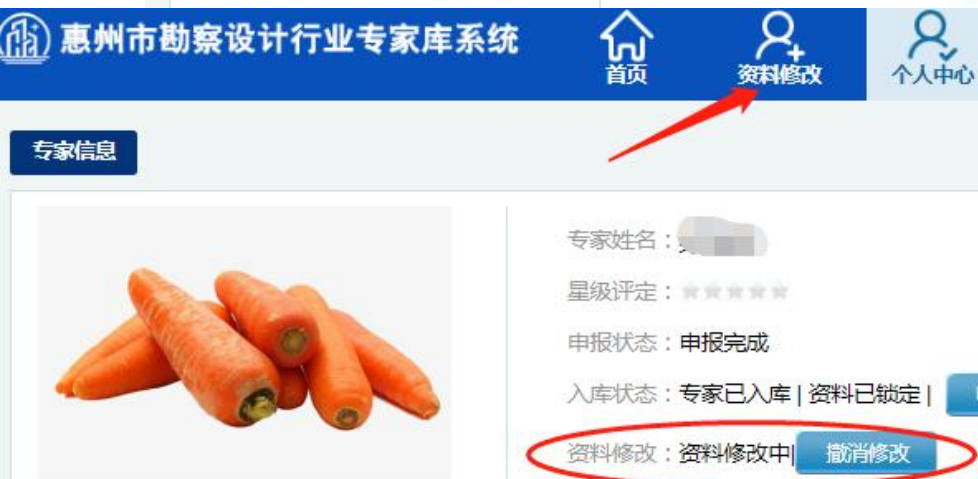 惠州市勘察设计行业专家库系统
首页
资料修改
个人中心
专家信息
专家姓名：
星级评定：
申报状态：申报完成
入库状态：专家已入库 | 资料已锁定 |
资料修改：资料修改中| 撤消修改